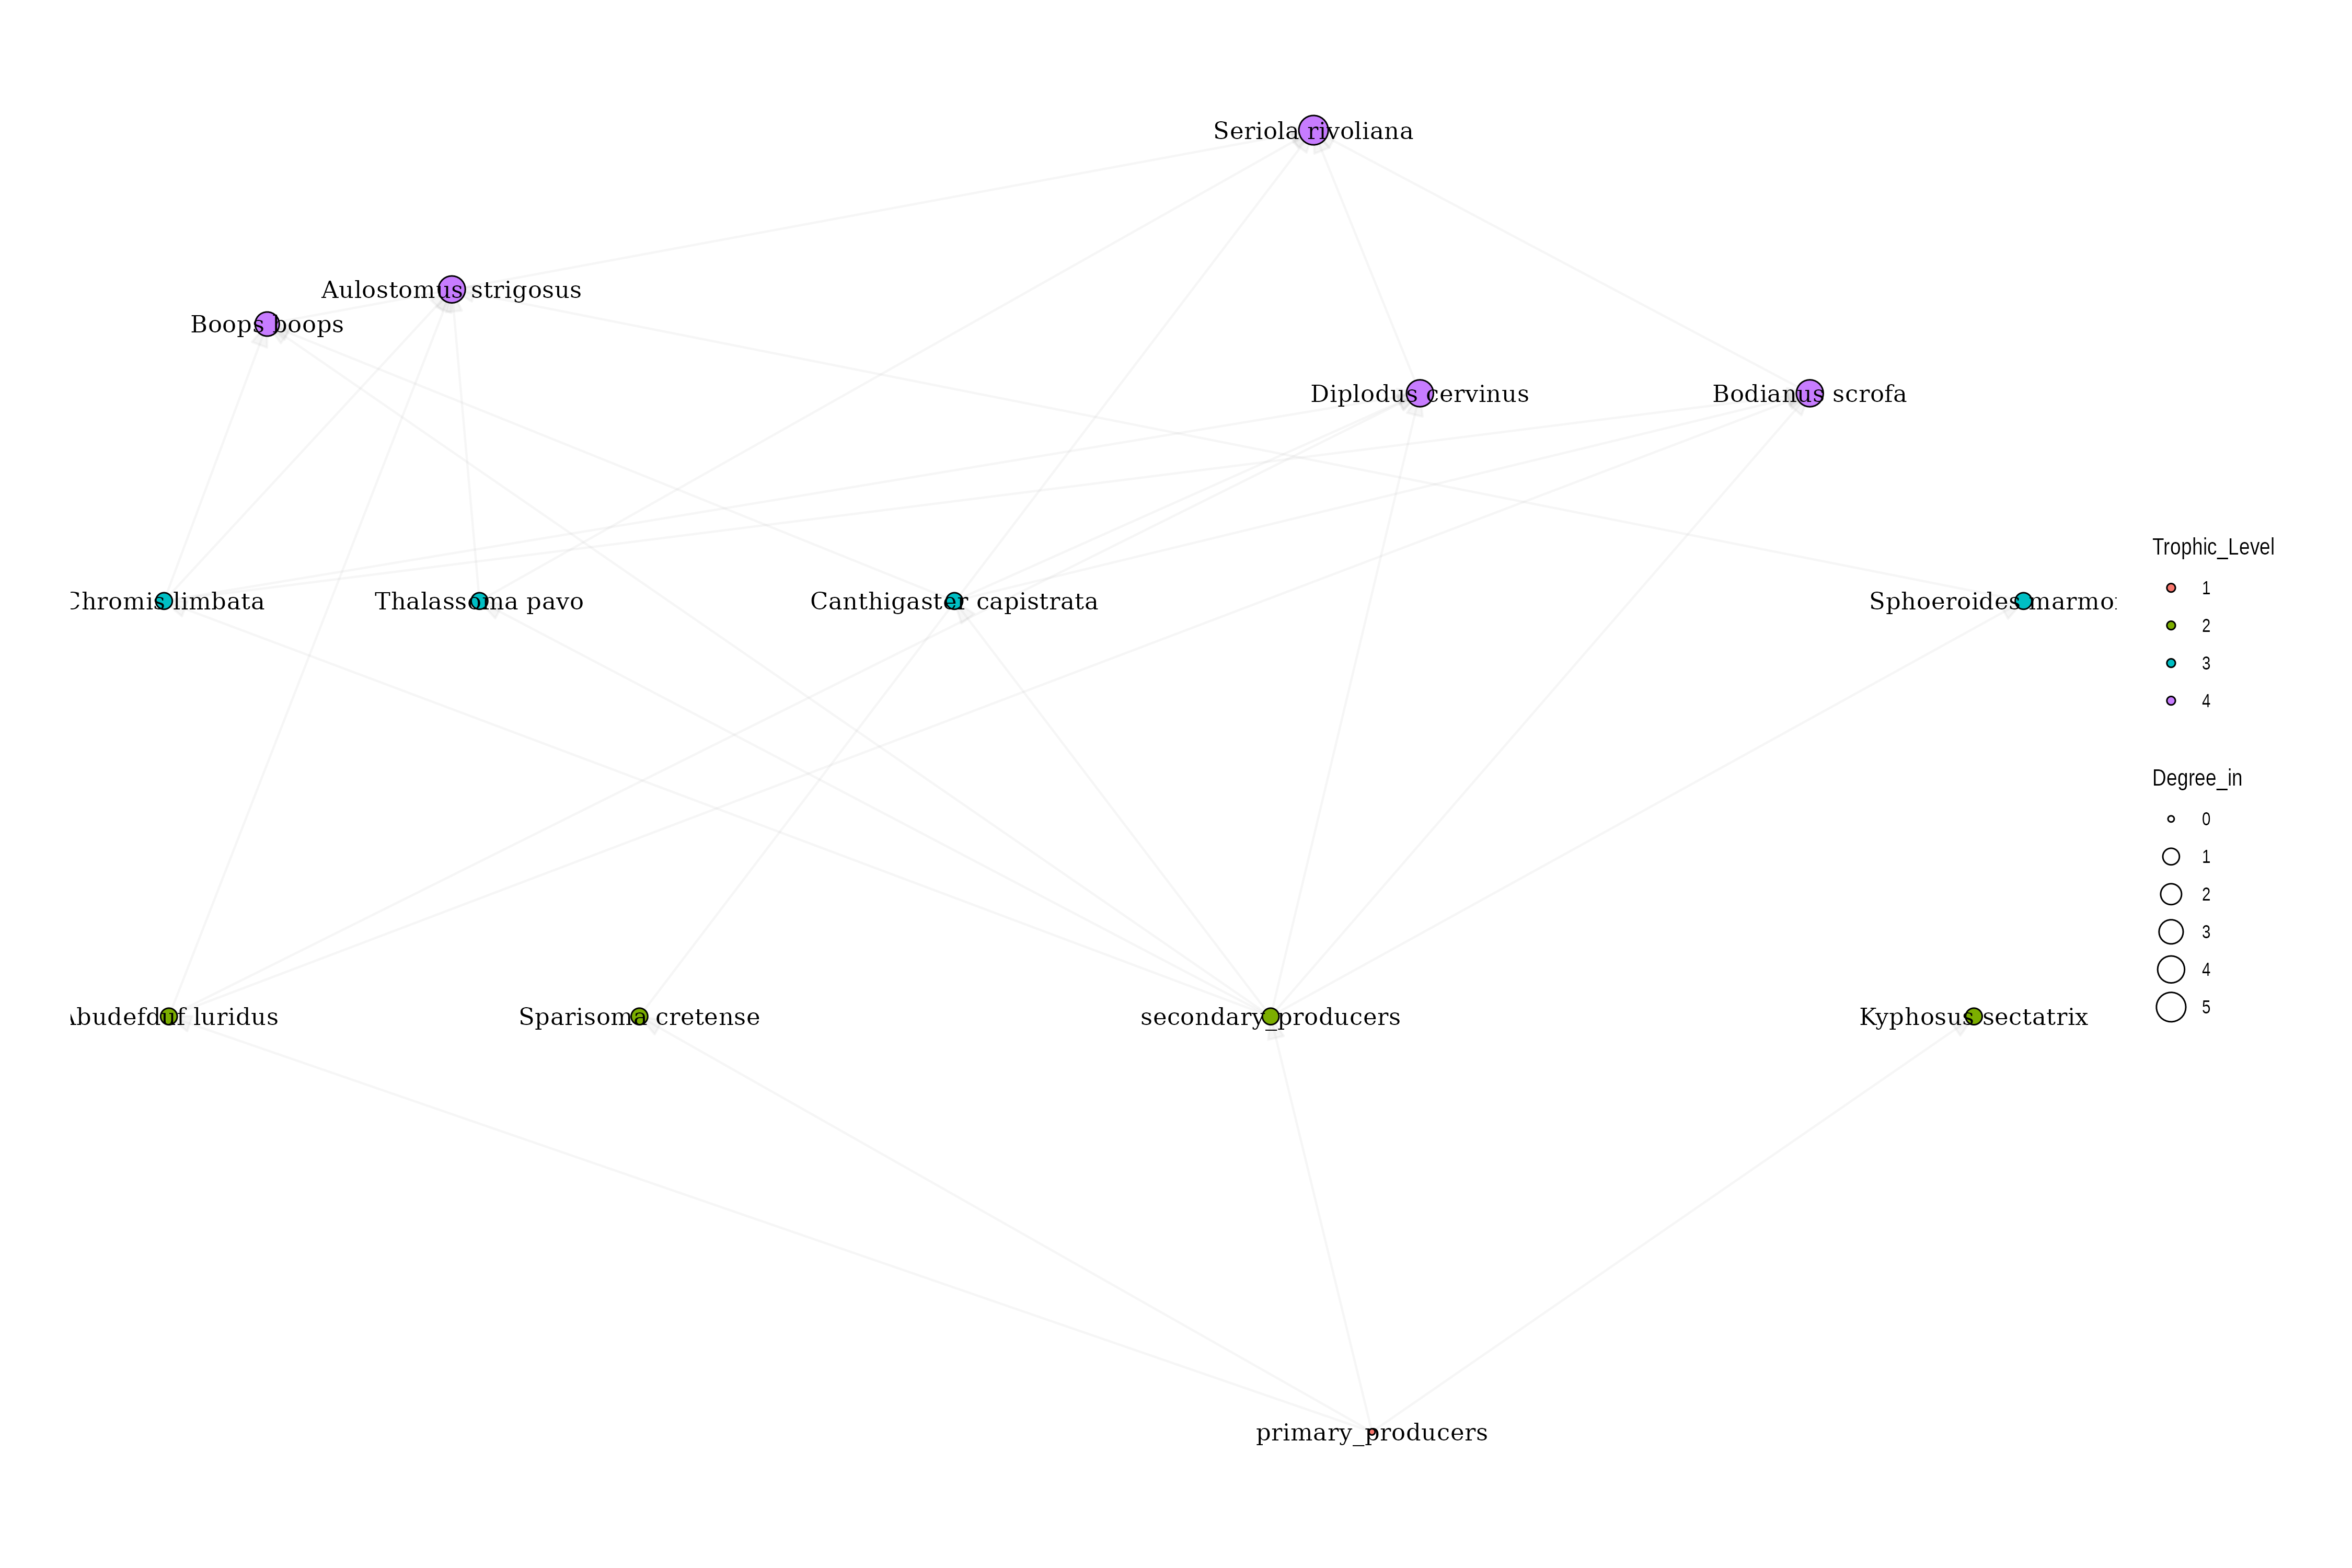 Seriola rivoliana
Aulostomus strigosus
Boops boops
Diplodus cervinus
Bodianus scrofa
Chromis limbata
Thalassoma pavo
Canthigaster capistrata
Sphoeroides
Abudefduf luridus
Sparisoma cretense
secondary_producers
Kyphosus sectatrix
primary_producers
Trophic_Level
1
2
3
4
Degree_in
0
1
2
3
4
5